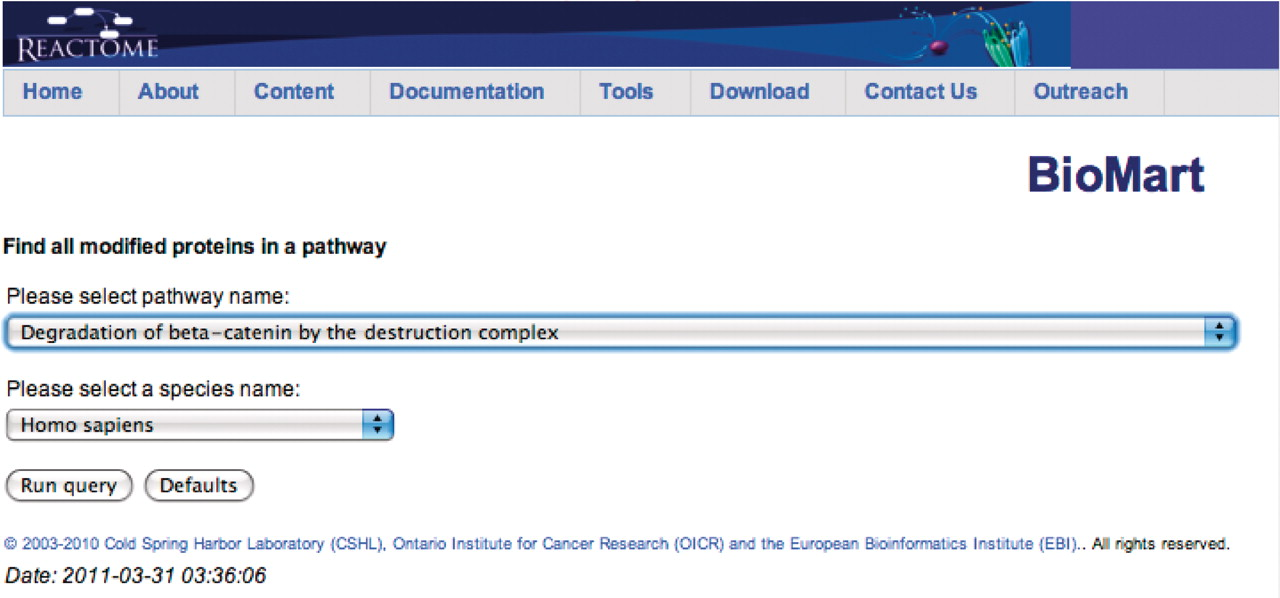 REACTOME
Home About Content Documentation Tools Download Contact Us Outreach
BioMart
Find all modified proteins in a pathway
Please select pathway name:
Degradation of beta-catenin by the destruction complex
Please select a species name:
Homo sapiens
Run query Defaults
© 2003-2010 Cold Spring Harbor Laboratory (CSHL), Ontario Institute for Cancer Research (OICR) and the European Bioinformatics Institute (EBI).. All rights reserved.
Date: 2011-03-31 03:36:06